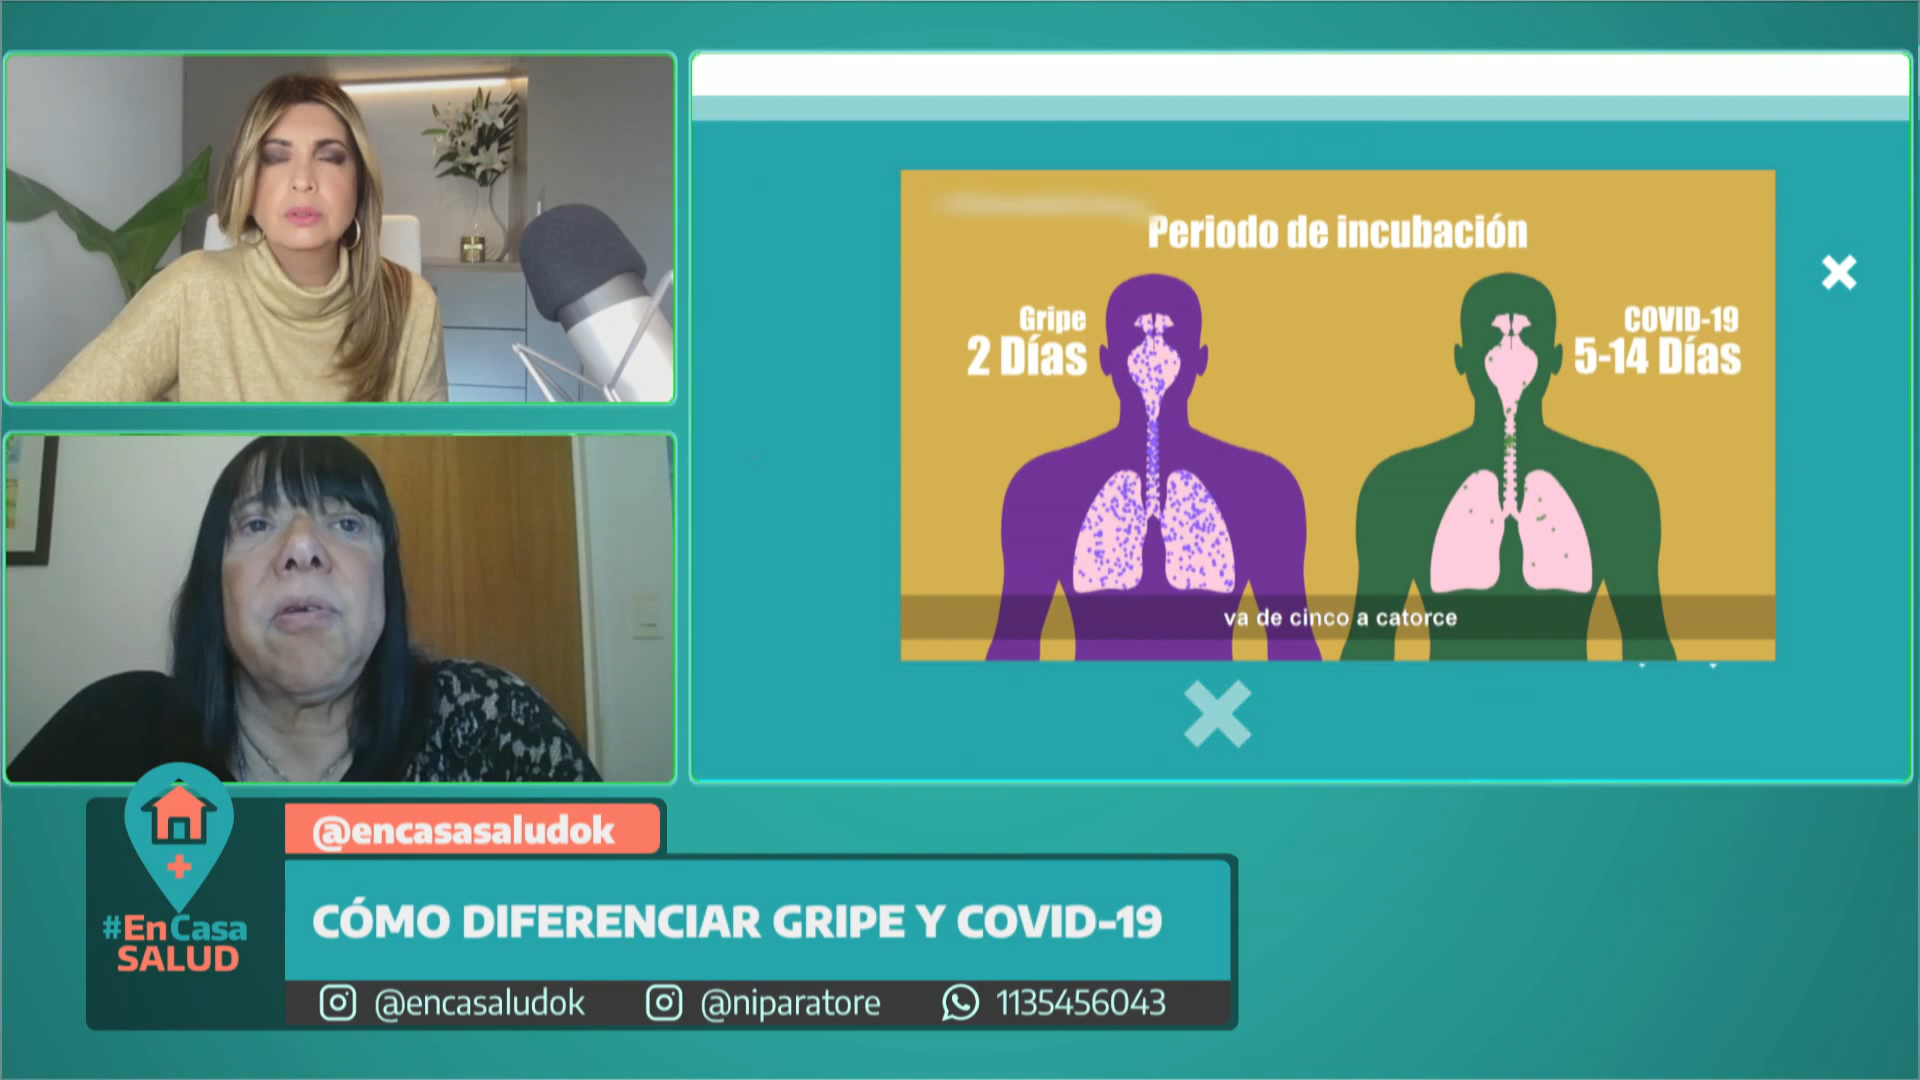 Periodo de incubación
Gripe
2 Días
COVID-19
5-14 Días
va de cinco a catorce
@encasasaludok
#EnCasa
SALUD
CÓMO DIFERENCIAR GRIPE Y COVID-19
@encasaludok
@niparatore
1135456043